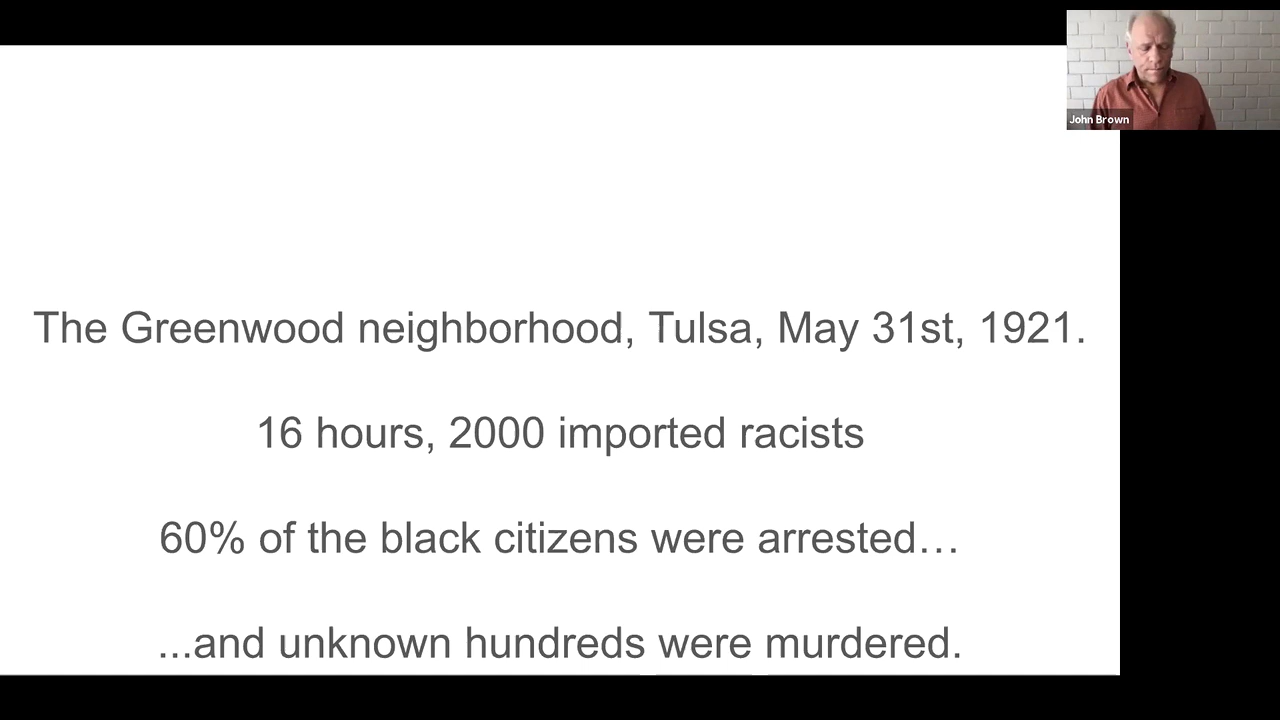 John Brown
The Greenwood neighborhood, Tulsa, May 31st, 1921.
16 hours, 2000 imported racists
60% of the black citizens were arrested…
...and unknown hundreds were murdered.